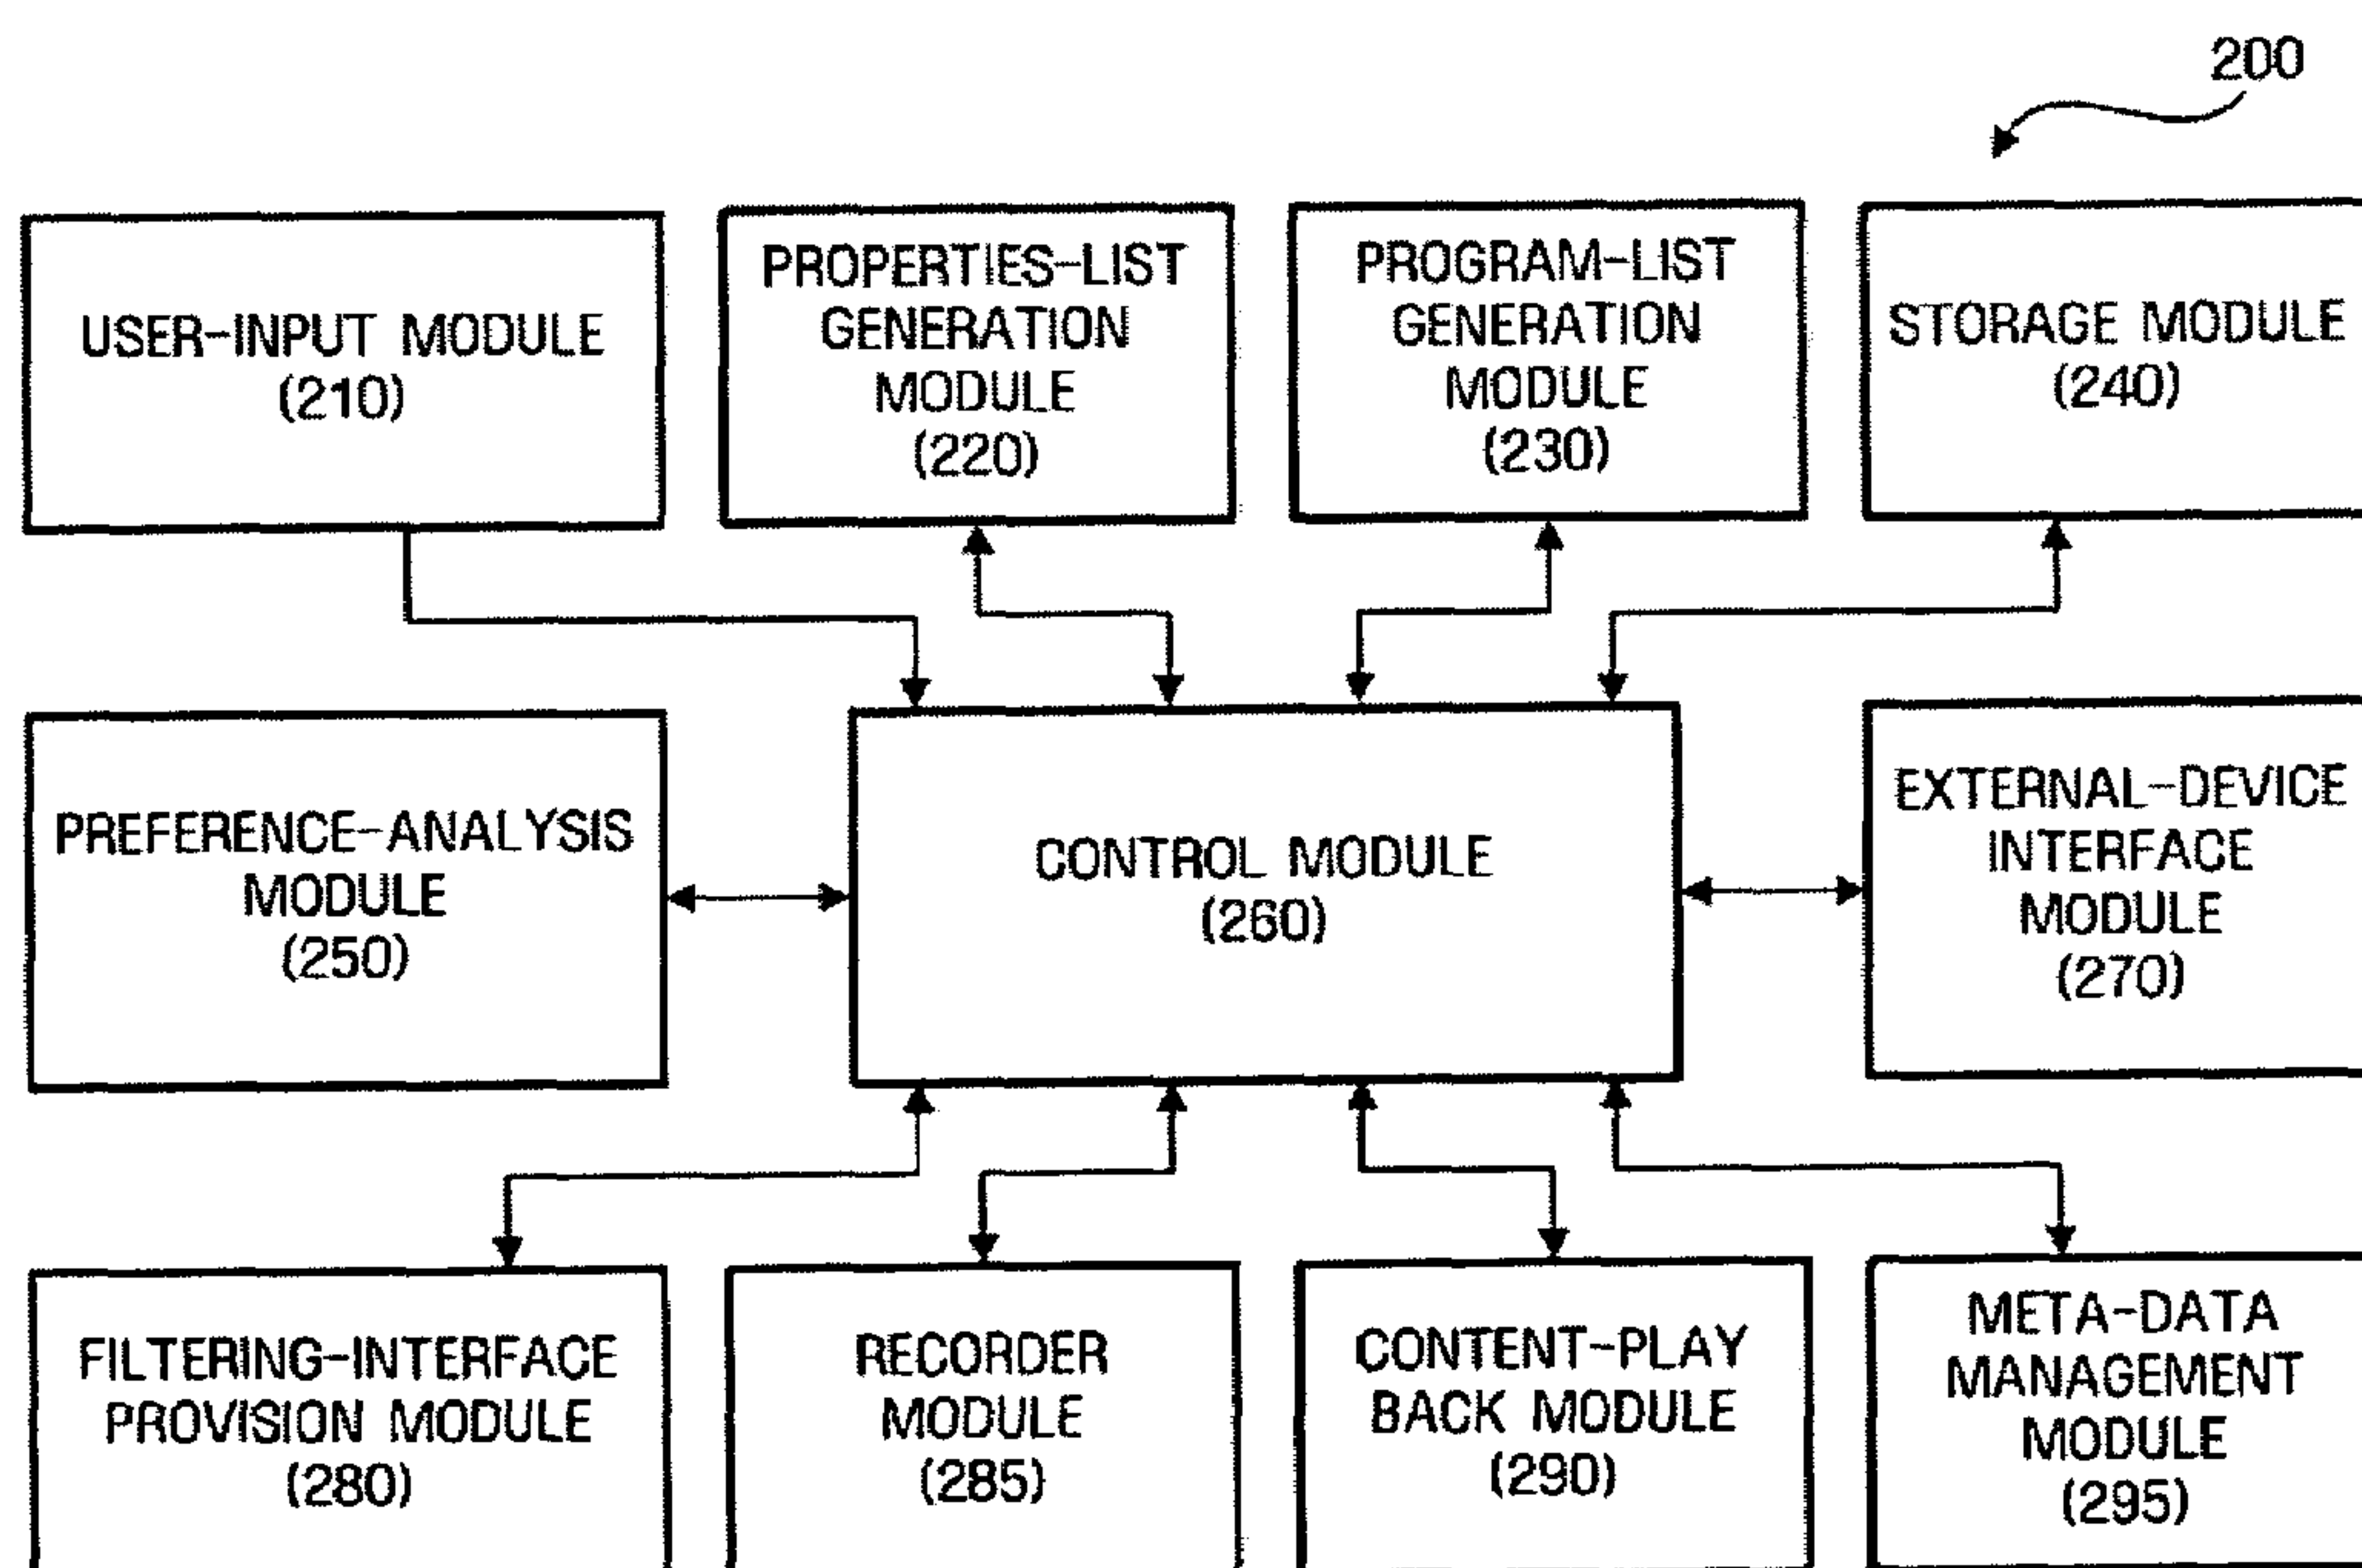 200
USER-INPUT MODULE
(210)
PROPERTIES-LIST
GENERATION
MODULE
(220)
PROGRAM-LIST
GENERATION
MODULE
(230)
STORAGE MODULE
(240)
PREFERENCE-ANALYSIS
MODULE
(250)
CONTROL MODULE
(260)
EXTERNAL-DEVICE
INTERFACE
MODULE
(270)
FILTERING-INTERFACE
PROVISION MODULE
(280)
RECORDER
MODULE
(285)
CONTENT-PLAY
BACK MODULE
(290)
META-DATA
MANAGEMENT
MODULE
(295)